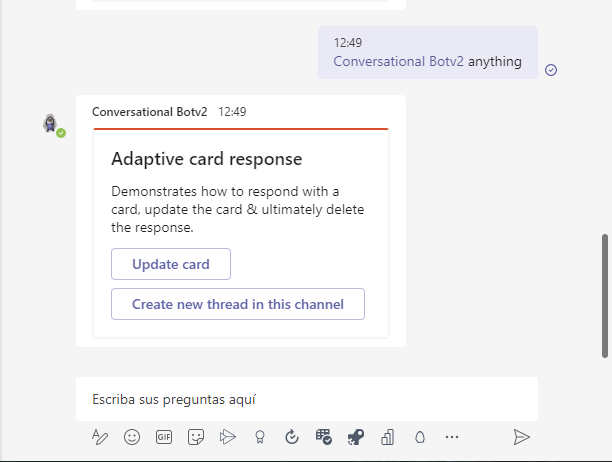 12:49
Conversational Botv2 anything
Conversational Botv2 12:49
Adaptive card response
Demonstrates how to respond with a
card, update the card & ultimately delete
the response.
Update card
Create new thread in this channel
Escriba sus preguntas aquí
GIF